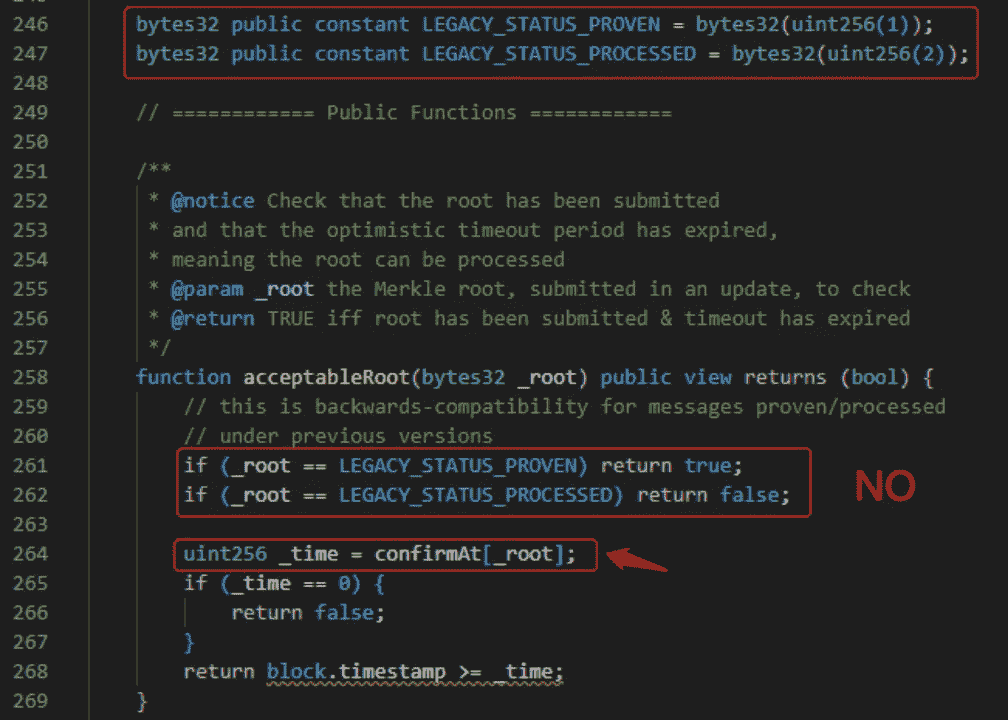 246 bytes32 public constant LEGACY_STATUS_PROVEN = bytes32(uint256(1));
247 bytes32 public constant LEGACY_STATUS_PROCESSED = bytes32(uint256(2));
248
249 // ============ Public Functions ============
250
251 /**
252 * @notice Check that the root has been submitted
253 * and that the optimistic timeout period has expired,
254 * meaning the root can be processed
255 * @param _root the Merkle root, submitted in an update, to check
256 * @return TRUE iff root has been submitted & timeout has expired
257 */
258 function acceptableRoot(bytes32 _root) public view returns (bool) {
259 // this is backwards-compatibility for messages proven/processed
260 // under previous versions
261 if (_root == LEGACY_STATUS_PROVEN) return true;
262 if (_root == LEGACY_STATUS_PROCESSED) return false;
NO
263
264 uint256 _time = confirmAt[_root];
265 if (_time == 0) {
266 return false;
267 }
268 return block.timestamp >= _time;
269 }